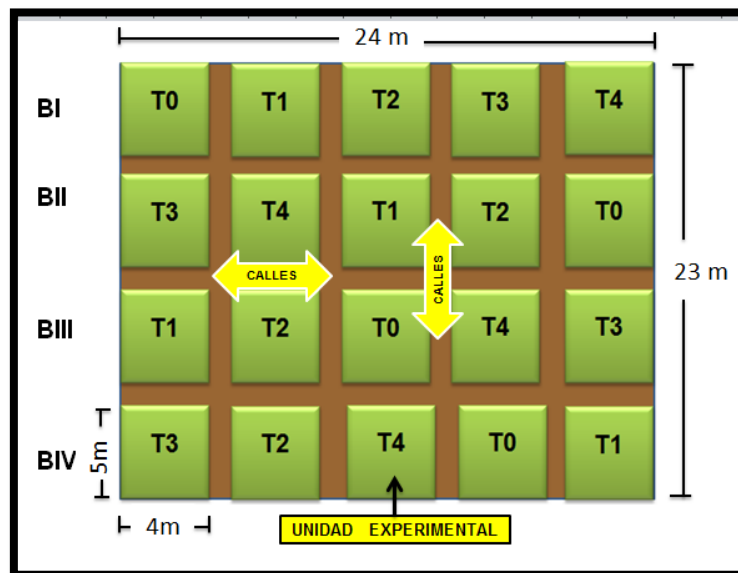 24 m
BI T0 T1 T2 T3 T4
BII T3 T4 T1 T2 T0
CALLES CALLES
23 m
BIII T1 T2 T0 T4 T3
BIV 5m T3 T2 T4 T0 T1
4m
UNIDAD EXPERIMENTAL